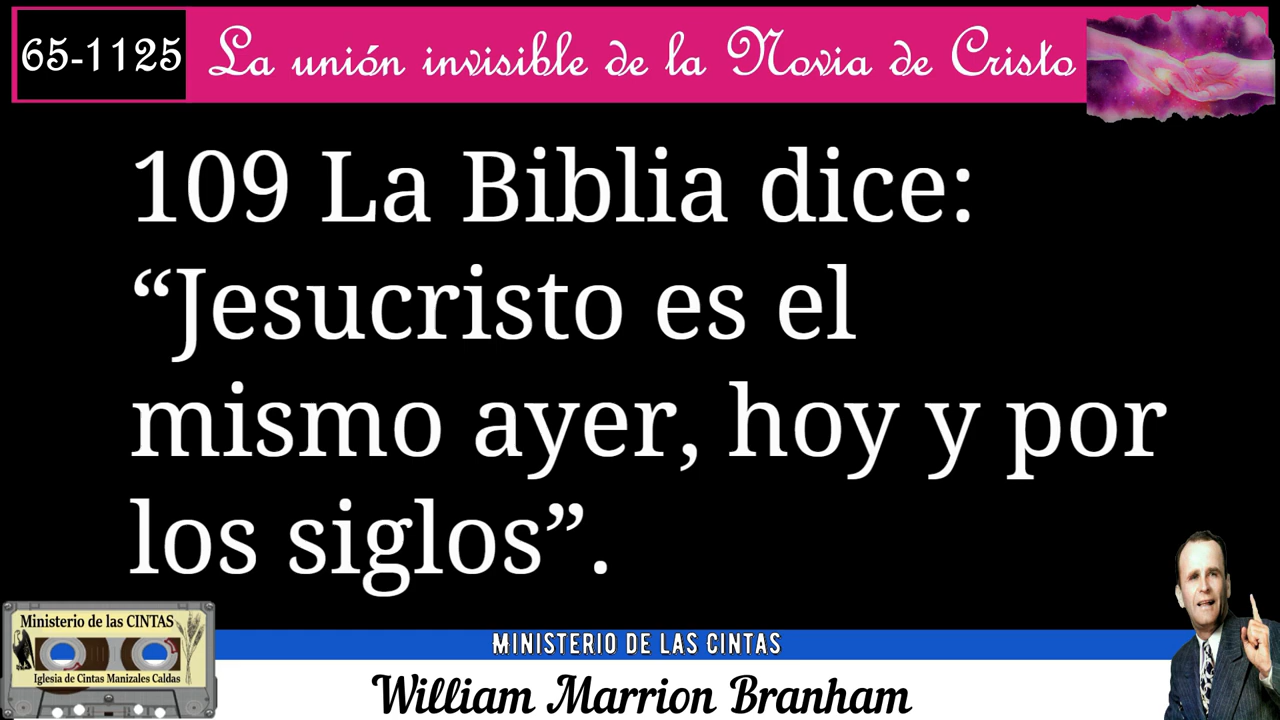 65-1125 La unión invisible de la Novia de Cristo
109 La Biblia dice:
“Jesucristo es el
mismo ayer, hoy y por
los siglos”.
Ministerio de las CINTAS
Iglesia de Cintas Manizales Caldas
MINISTERIO DE LAS CINTAS
William Marrion Branham